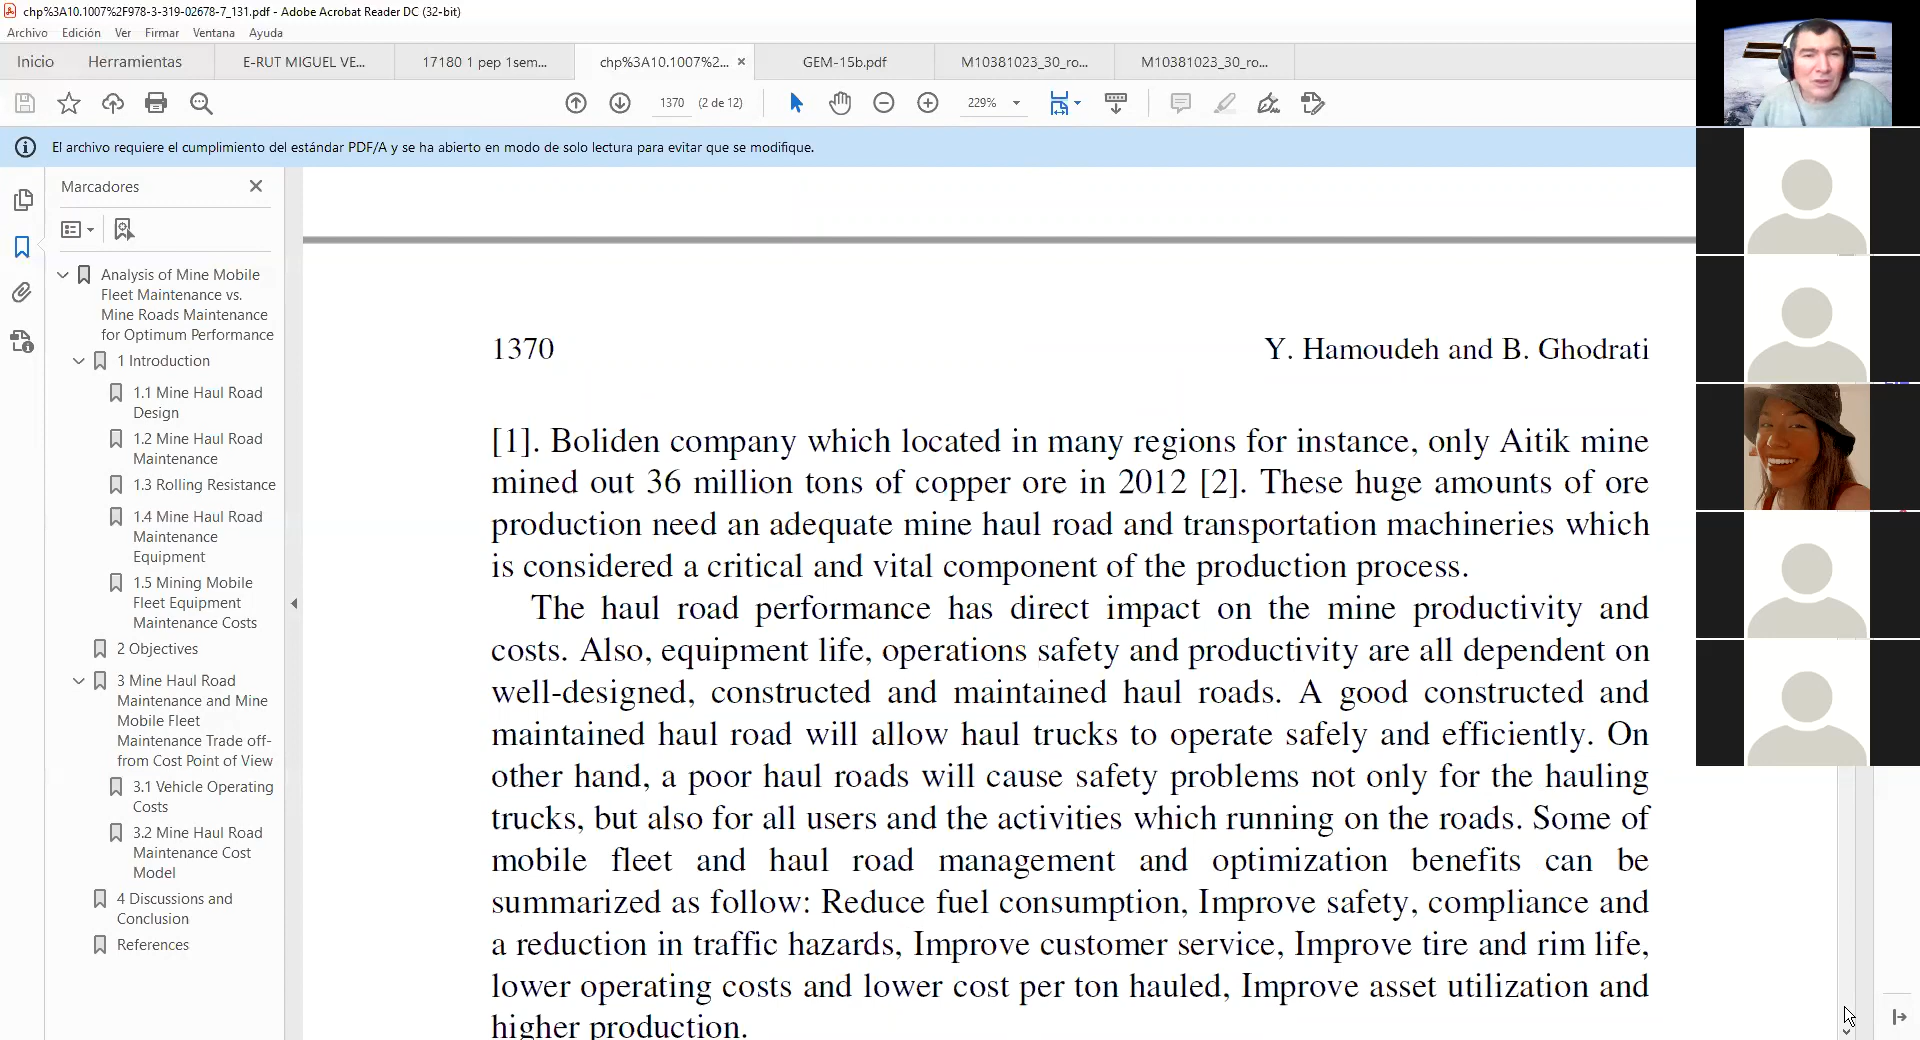 chp%3A10.1007%2F978-3-319-02678-7_131.pdf - Adobe Acrobat Reader DC (32-bit)
Archivo Edición Ver Firmar Ventana Ayuda
Inicio Herramientas E-RUT MIGUEL VE... 17180 1 pep 1sem... chp%3A10.1007%2... GEM-15b.pdf M10381023_30_ro... M10381023_30_ro...
1370 (2 de 12) 229%
El archivo requiere el cumplimiento del estándar PDF/A y se ha abierto en modo de solo lectura para evitar que se modifique.
Marcadores
Analysis of Mine Mobile
Fleet Maintenance vs.
Mine Roads Maintenance
for Optimum Performance
1 Introduction
1.1 Mine Haul Road
Design
1.2 Mine Haul Road
Maintenance
1.3 Rolling Resistance
1.4 Mine Haul Road
Maintenance
Equipment
1.5 Mining Mobile
Fleet Equipment
Maintenance Costs
2 Objectives
3 Mine Haul Road
Maintenance and Mine
Mobile Fleet
Maintenance Trade off-
from Cost Point of View
3.1 Vehicle Operating
Costs
3.2 Mine Haul Road
Maintenance Cost
Model
4 Discussions and
Conclusion
References
1370 Y. Hamoudeh and B. Ghodrati
[1]. Boliden company which located in many regions for instance, only Aitik mine
mined out 36 million tons of copper ore in 2012 [2]. These huge amounts of ore
production need an adequate mine haul road and transportation machineries which
is considered a critical and vital component of the production process.
The haul road performance has direct impact on the mine productivity and
costs. Also, equipment life, operations safety and productivity are all dependent on
well-designed, constructed and maintained haul roads. A good constructed and
maintained haul road will allow haul trucks to operate safely and efficiently. On
other hand, a poor haul roads will cause safety problems not only for the hauling
trucks, but also for all users and the activities which running on the roads. Some of
mobile fleet and haul road management and optimization benefits can be
summarized as follow: Reduce fuel consumption, Improve safety, compliance and
a reduction in traffic hazards, Improve customer service, Improve tire and rim life,
lower operating costs and lower cost per ton hauled, Improve asset utilization and
higher production.